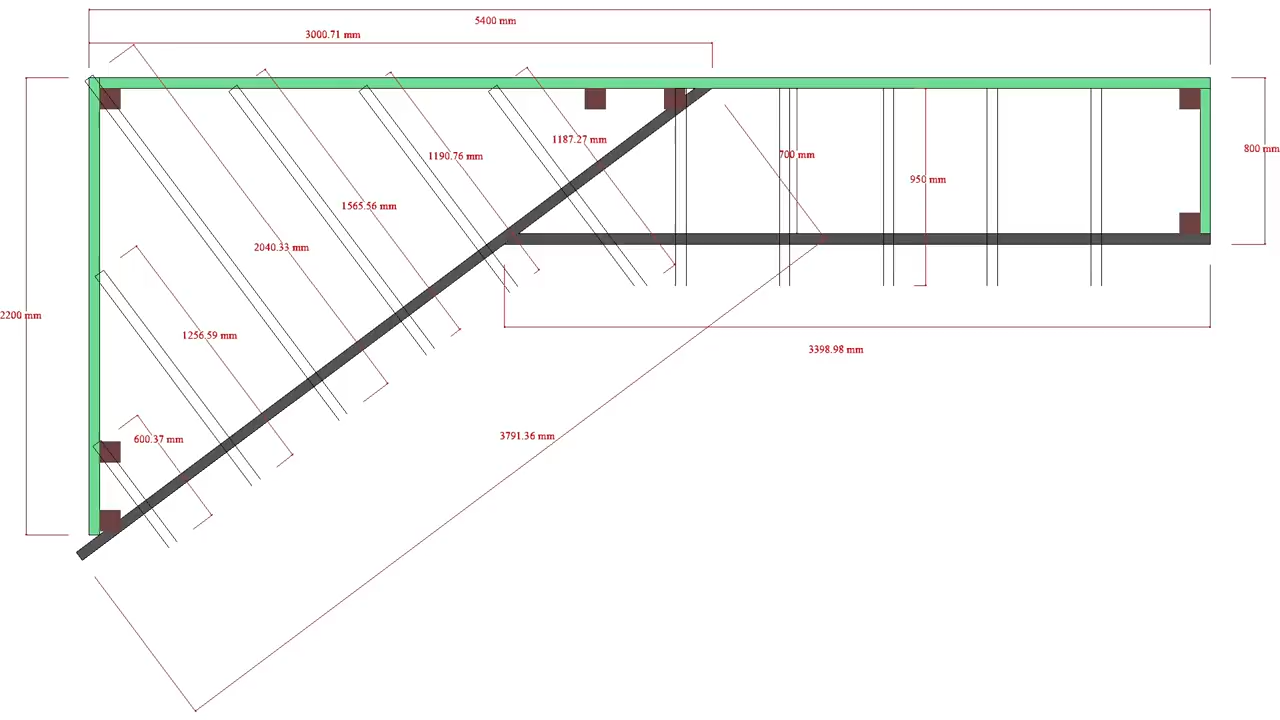 5400 mm
3000.71 mm
1187.27 mm
800 mm
1190.76 mm
700 mm
950 mm
1565.56 mm
2040.33 mm
2200 mm
1256.59 mm
3398.98 mm
600.37 mm
3791.36 mm